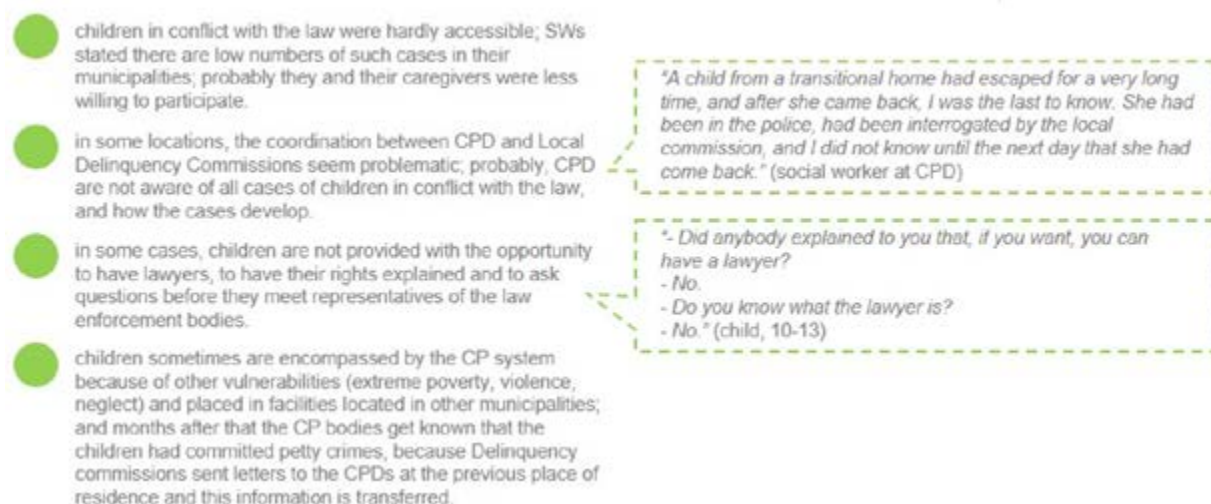 children in conflict with the law were hardly accessible; SWs
stated there are low numbers of such cases in their
municipalities; probably they and their caregivers were less
willing to participate.
in some locations, the coordination between CPD and Local
Delinquency Commissions seem problematic; probably, CPD
are not aware of all cases of children in conflict with the law,
and how the cases develop.
"A child from a transitional home had escaped for a very long
time, and after she came back, I was the last to know. She had
been in the police, had been interrogated by the local
commission, and I did not know until the next day that she had
come back." (social worker at CPD)
in some cases, children are not provided with the opportunity
to have lawyers, to have their rights explained and to ask
questions before they meet representatives of the law
enforcement bodies.
"- Did anybody explained to you that, if you want, you can
have a lawyer?
- No.
- Do you know what the lawyer is?
- No." (child, 10-13)
children sometimes are encompassed by the CP system
because of other vulnerabilities (extreme poverty, violence,
neglect) and placed in facilities located in other municipalities;
and months after that the CP bodies get known that the
children had committed petty crimes, because Delinquency
commissions sent letters to the CPDs at the previous place of
residence and this information is transferred.